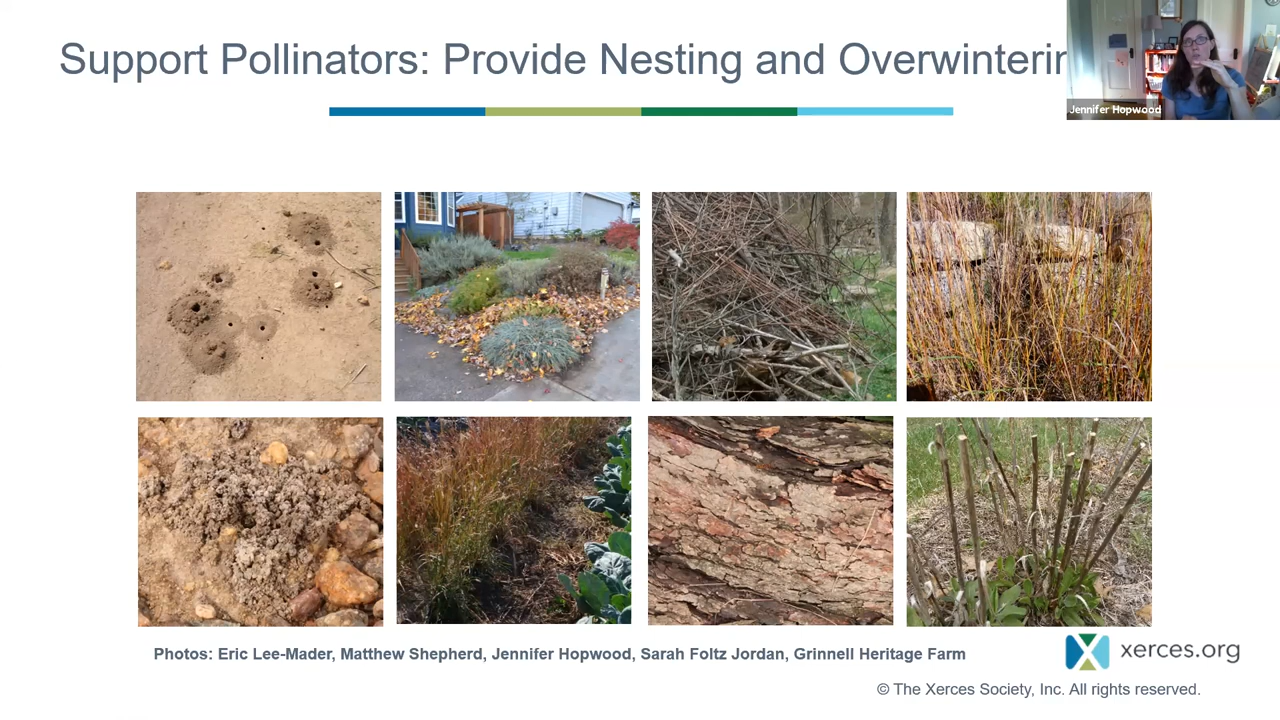 Support Pollinators: Provide Nesting and Overwinterin
Jennifer Hopwood
Photos: Eric Lee-Mader, Matthew Shepherd, Jennifer Hopwood, Sarah Foltz Jordan, Grinnell Heritage Farm
xerces.org
© The Xerces Society, Inc. All rights reserved.